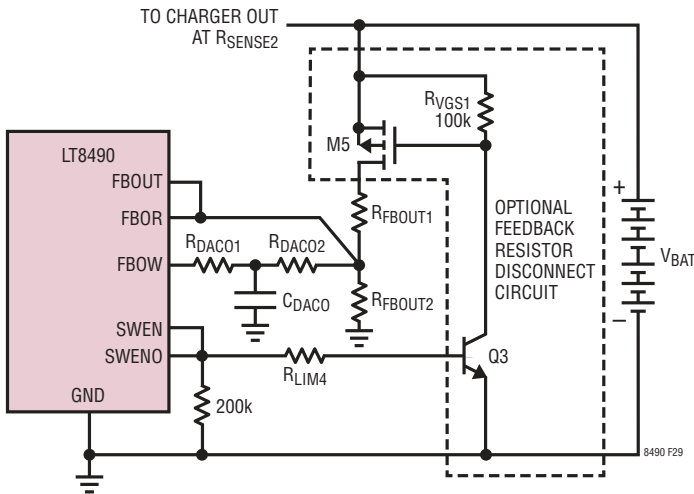 TO CHARGER OUT
AT RSENSE2
RVGS1
100k
M5
LT8490
FBOUT
FBOR
FBOW
SWEN
SWENO
GND
RDACO1
RDACO2
CDACO
RFBOUT1
RFBOUT2
OPTIONAL
FEEDBACK
RESISTOR
DISCONNECT
CIRCUIT
+
VBAT
–
RLIM4
Q3
200k
8490 F29